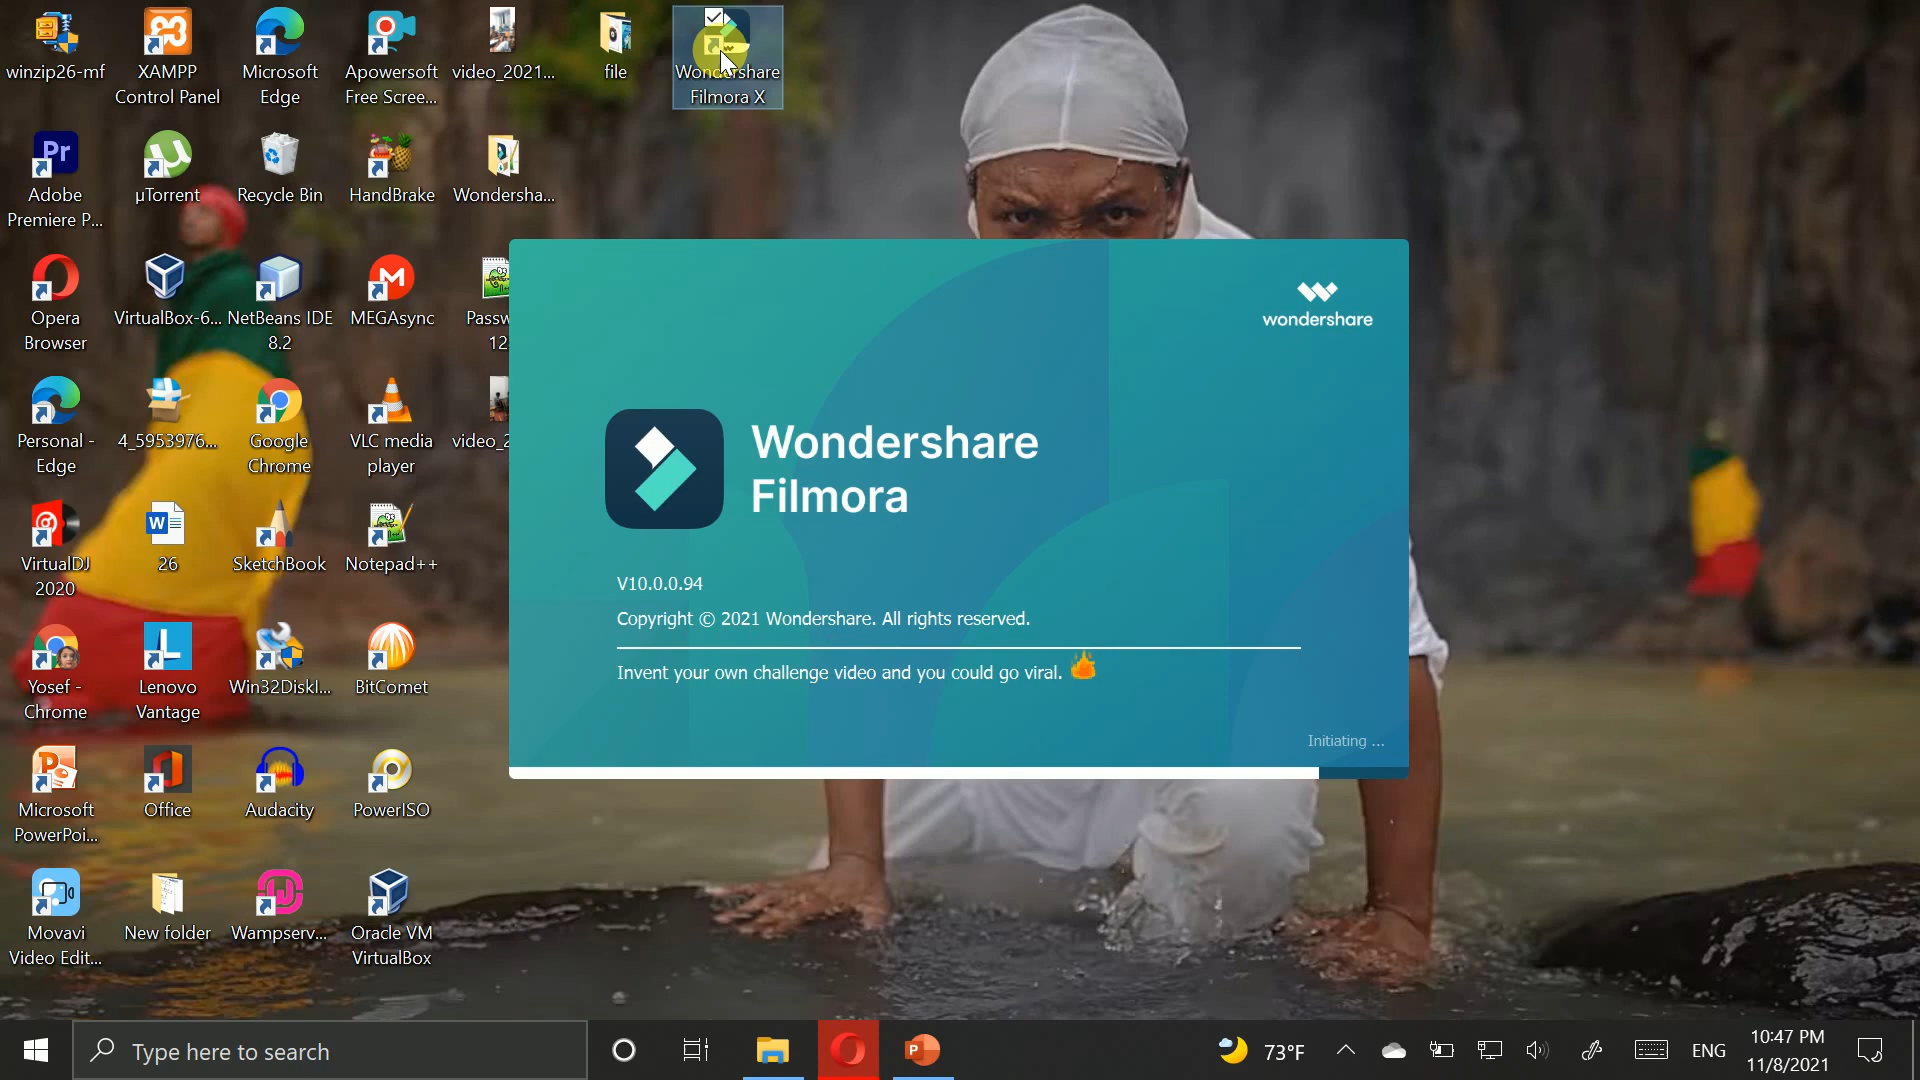 winzip26-mf
XAMPP
Control Panel
Microsoft
Edge
Apowersoft
Free Scree...
video_2021...
file
Wondershare
Filmora X
Pr
Adobe
Premiere P...
µTorrent
Recycle Bin
HandBrake
Wondersha...
Opera
Browser
VirtualBox-6...
NetBeans IDE
8.2
MEGAsync
Passw
12
Personal -
Edge
4_5953976...
Google
Chrome
VLC media
player
video_2
VirtualDJ
2020
W
26
SketchBook
Notepad++
Yosef -
Chrome
L
Lenovo
Vantage
Win32DiskI...
BitComet
Microsoft
PowerPoi...
Office
Audacity
PowerISO
Movavi
Video Edit...
New folder
Wampserv...
Oracle VM
VirtualBox
wondershare
Wondershare
Filmora
V10.0.0.94
Copyright © 2021 Wondershare. All rights reserved.
Invent your own challenge video and you could go viral.
Initiating ...
Type here to search
73°F
ENG
10:47 PM
11/8/2021